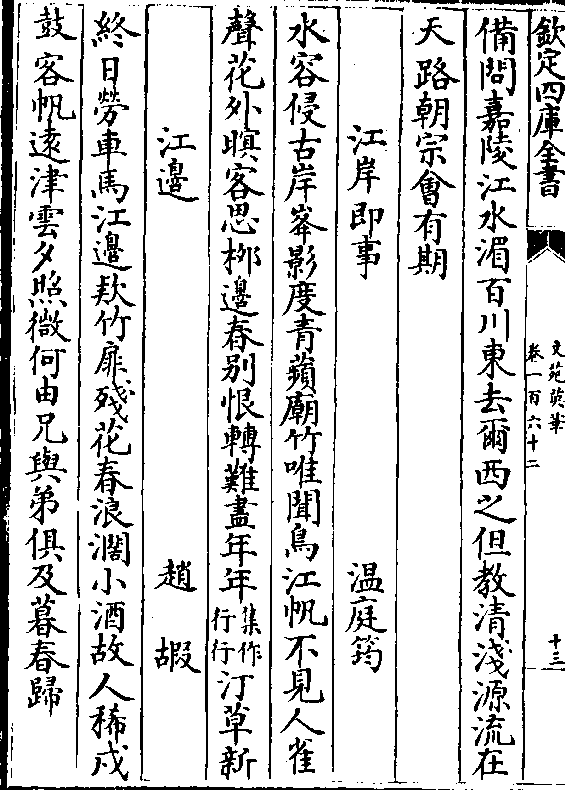 欽定四庫全書
文苑英華
卷一百六十二
十三
備問嘉陵江水湄百川東去爾西之但教清淺源流在
天路朝宗會有期
江岸即事 温庭筠
水容侵古岸峯影度青蘋廟竹唯聞鳥江帆不見人雀
聲花外暝客思桞邊春别恨轉難盡年年集作行行汀草新
江邊 趙嘏
終日勞車馬江邊欵竹扉殘花春浪濶小酒故人稀戍
鼓客帆遠津雲夕照微何由兄與弟俱及暮春歸